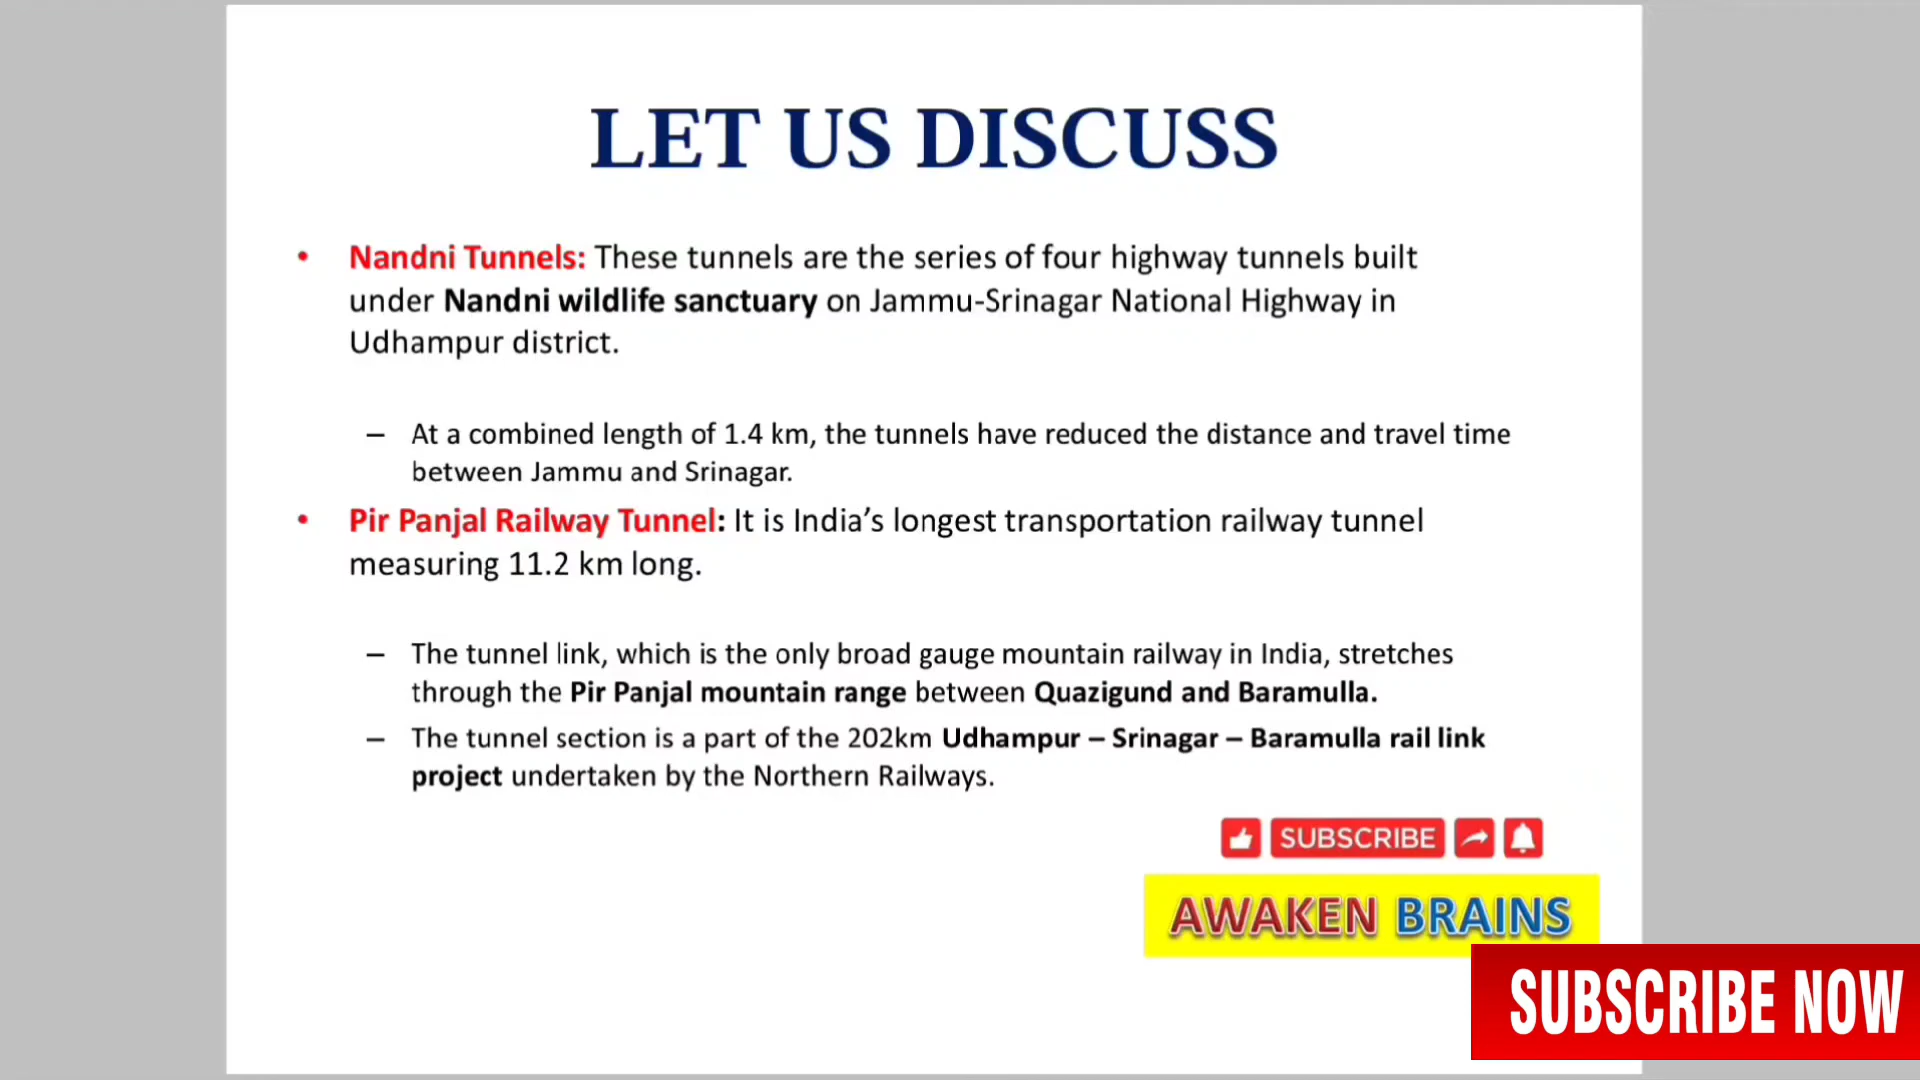 LET US DISCUSS
• Nandni Tunnels: These tunnels are the series of four highway tunnels built
under Nandni wildlife sanctuary on Jammu-Srinagar National Highway in
Udhampur district.
– At a combined length of 1.4 km, the tunnels have reduced the distance and travel time
between Jammu and Srinagar.
• Pir Panjal Railway Tunnel: It is India’s longest transportation railway tunnel
measuring 11.2 km long.
– The tunnel link, which is the only broad gauge mountain railway in India, stretches
through the Pir Panjal mountain range between Quazigund and Baramulla.
– The tunnel section is a part of the 202km Udhampur – Srinagar – Baramulla rail link
project undertaken by the Northern Railways.
SUBSCRIBE
AWAKEN BRAINS
SUBSCRIBE NOW